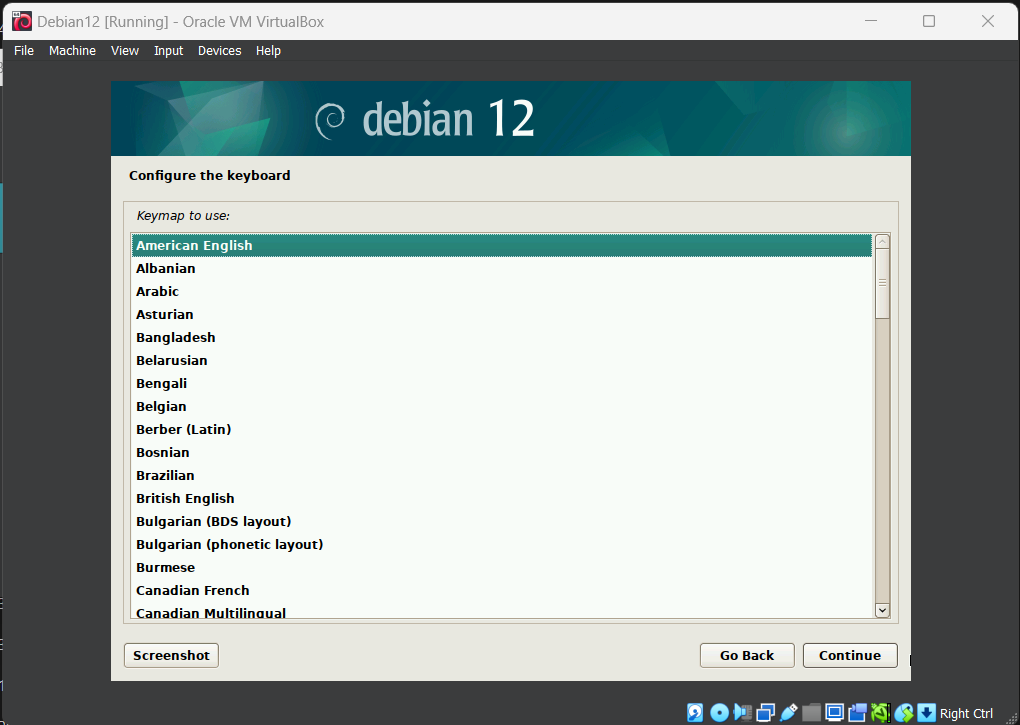 Debian12 [Running] - Oracle VM VirtualBox
File Machine View Input Devices Help
debian 12
Configure the keyboard
Keymap to use:
American English
Albanian
Arabic
Asturian
Bangladesh
Belarusian
Bengali
Belgian
Berber (Latin)
Bosnian
Brazilian
British English
Bulgarian (BDS layout)
Bulgarian (phonetic layout)
Burmese
Canadian French
Canadian Multilingual
Screenshot Go Back Continue
Right Ctrl